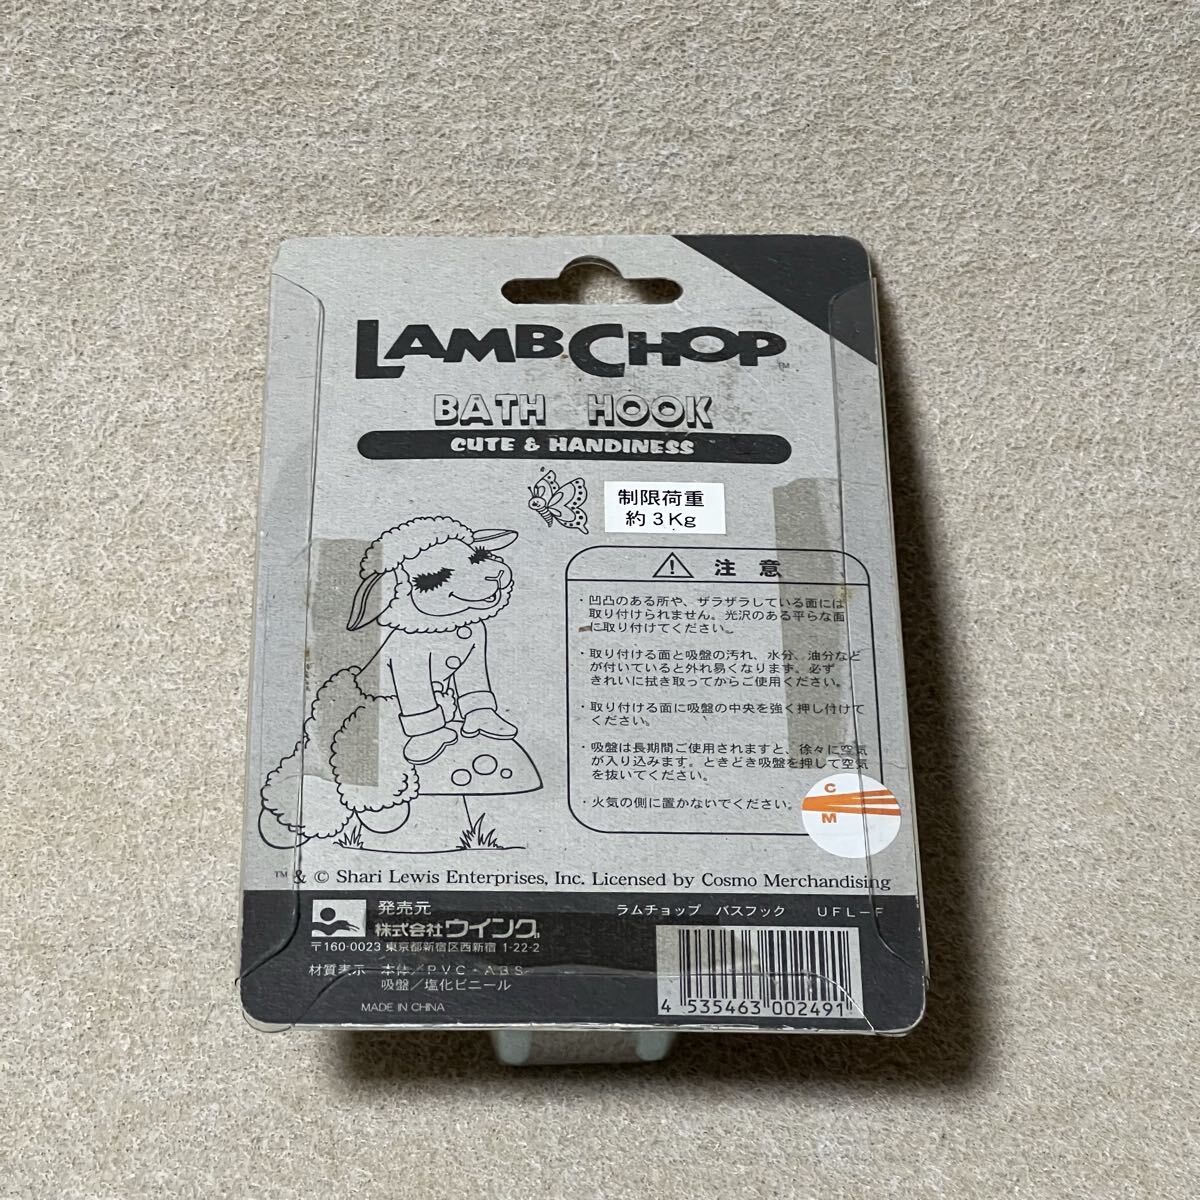 LAMB CHOP™
BATH HOOK
CUTE & HANDINESS
制限荷重
約3Kg
注意
・凹凸のある所や、ザラザラしている面には
取り付けられません。光沢のある平らな面
に取り付けてください。
・取り付ける面と吸盤の汚れ、水分、油分など
が付いていると外れ易くなります。必ず
きれいに拭き取ってからご使用ください。
・取り付ける面に吸盤の中央を強く押し付けて
ください。
・吸盤は長期間ご使用されますと、徐々に空気
が入り込みます。ときどき吸盤を押して空気
を抜いてください。
・火気の側に置かないでください。
C
M
™ & © Shari Lewis Enterprises, Inc. Licensed by Cosmo Merchandising
発売元
株式会社ウイング
〒160-0023 東京都新宿区西新宿 1-22-2
材質表示 本体/PVC・ABS
吸盤/塩化ビニール
MADE IN CHINA
ラムチョップ バスフック UFL-F
4 535463 002491